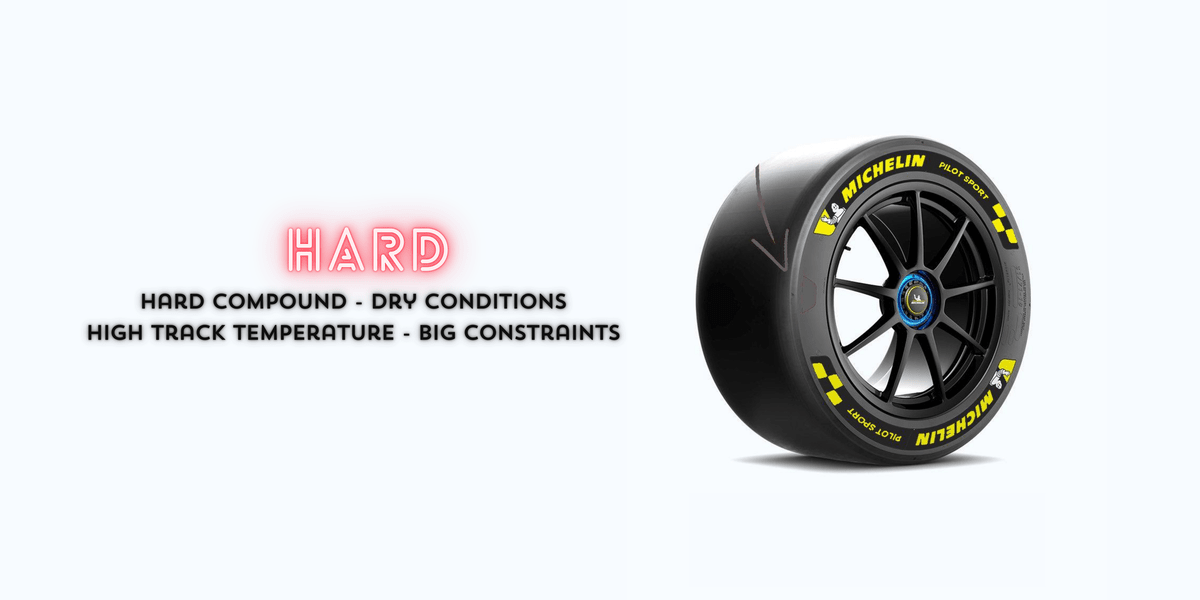 HARD
HARD COMPOUND - DRY CONDITIONS
HIGH TRACK TEMPERATURE - BIG CONSTRAINTS
MICHELIN
PILOT SPORT
MICHELIN
PILOT SPORT